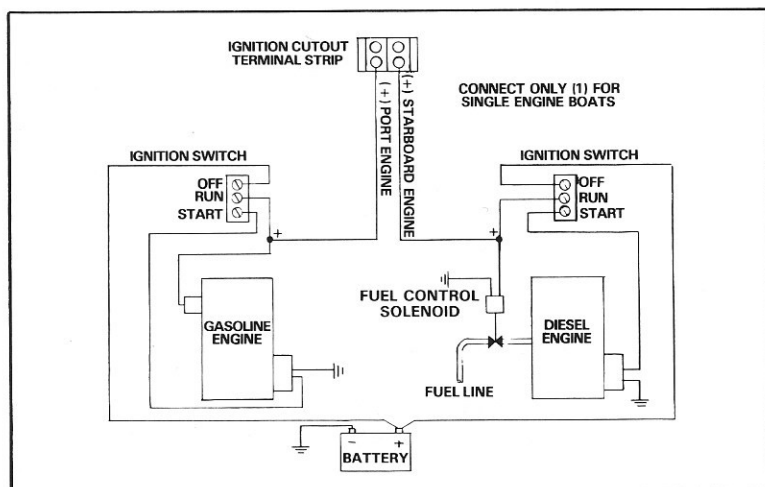 IGNITION CUTOUT
TERMINAL STRIP
CONNECT ONLY (1) FOR
SINGLE ENGINE BOATS
(+) PORT ENGINE
(+) STARBOARD ENGINE
IGNITION SWITCH
OFF
RUN
START
+
IGNITION SWITCH
OFF
RUN
START
+
FUEL CONTROL
SOLENOID
GASOLINE
ENGINE
DIESEL
ENGINE
FUEL LINE
- +
BATTERY